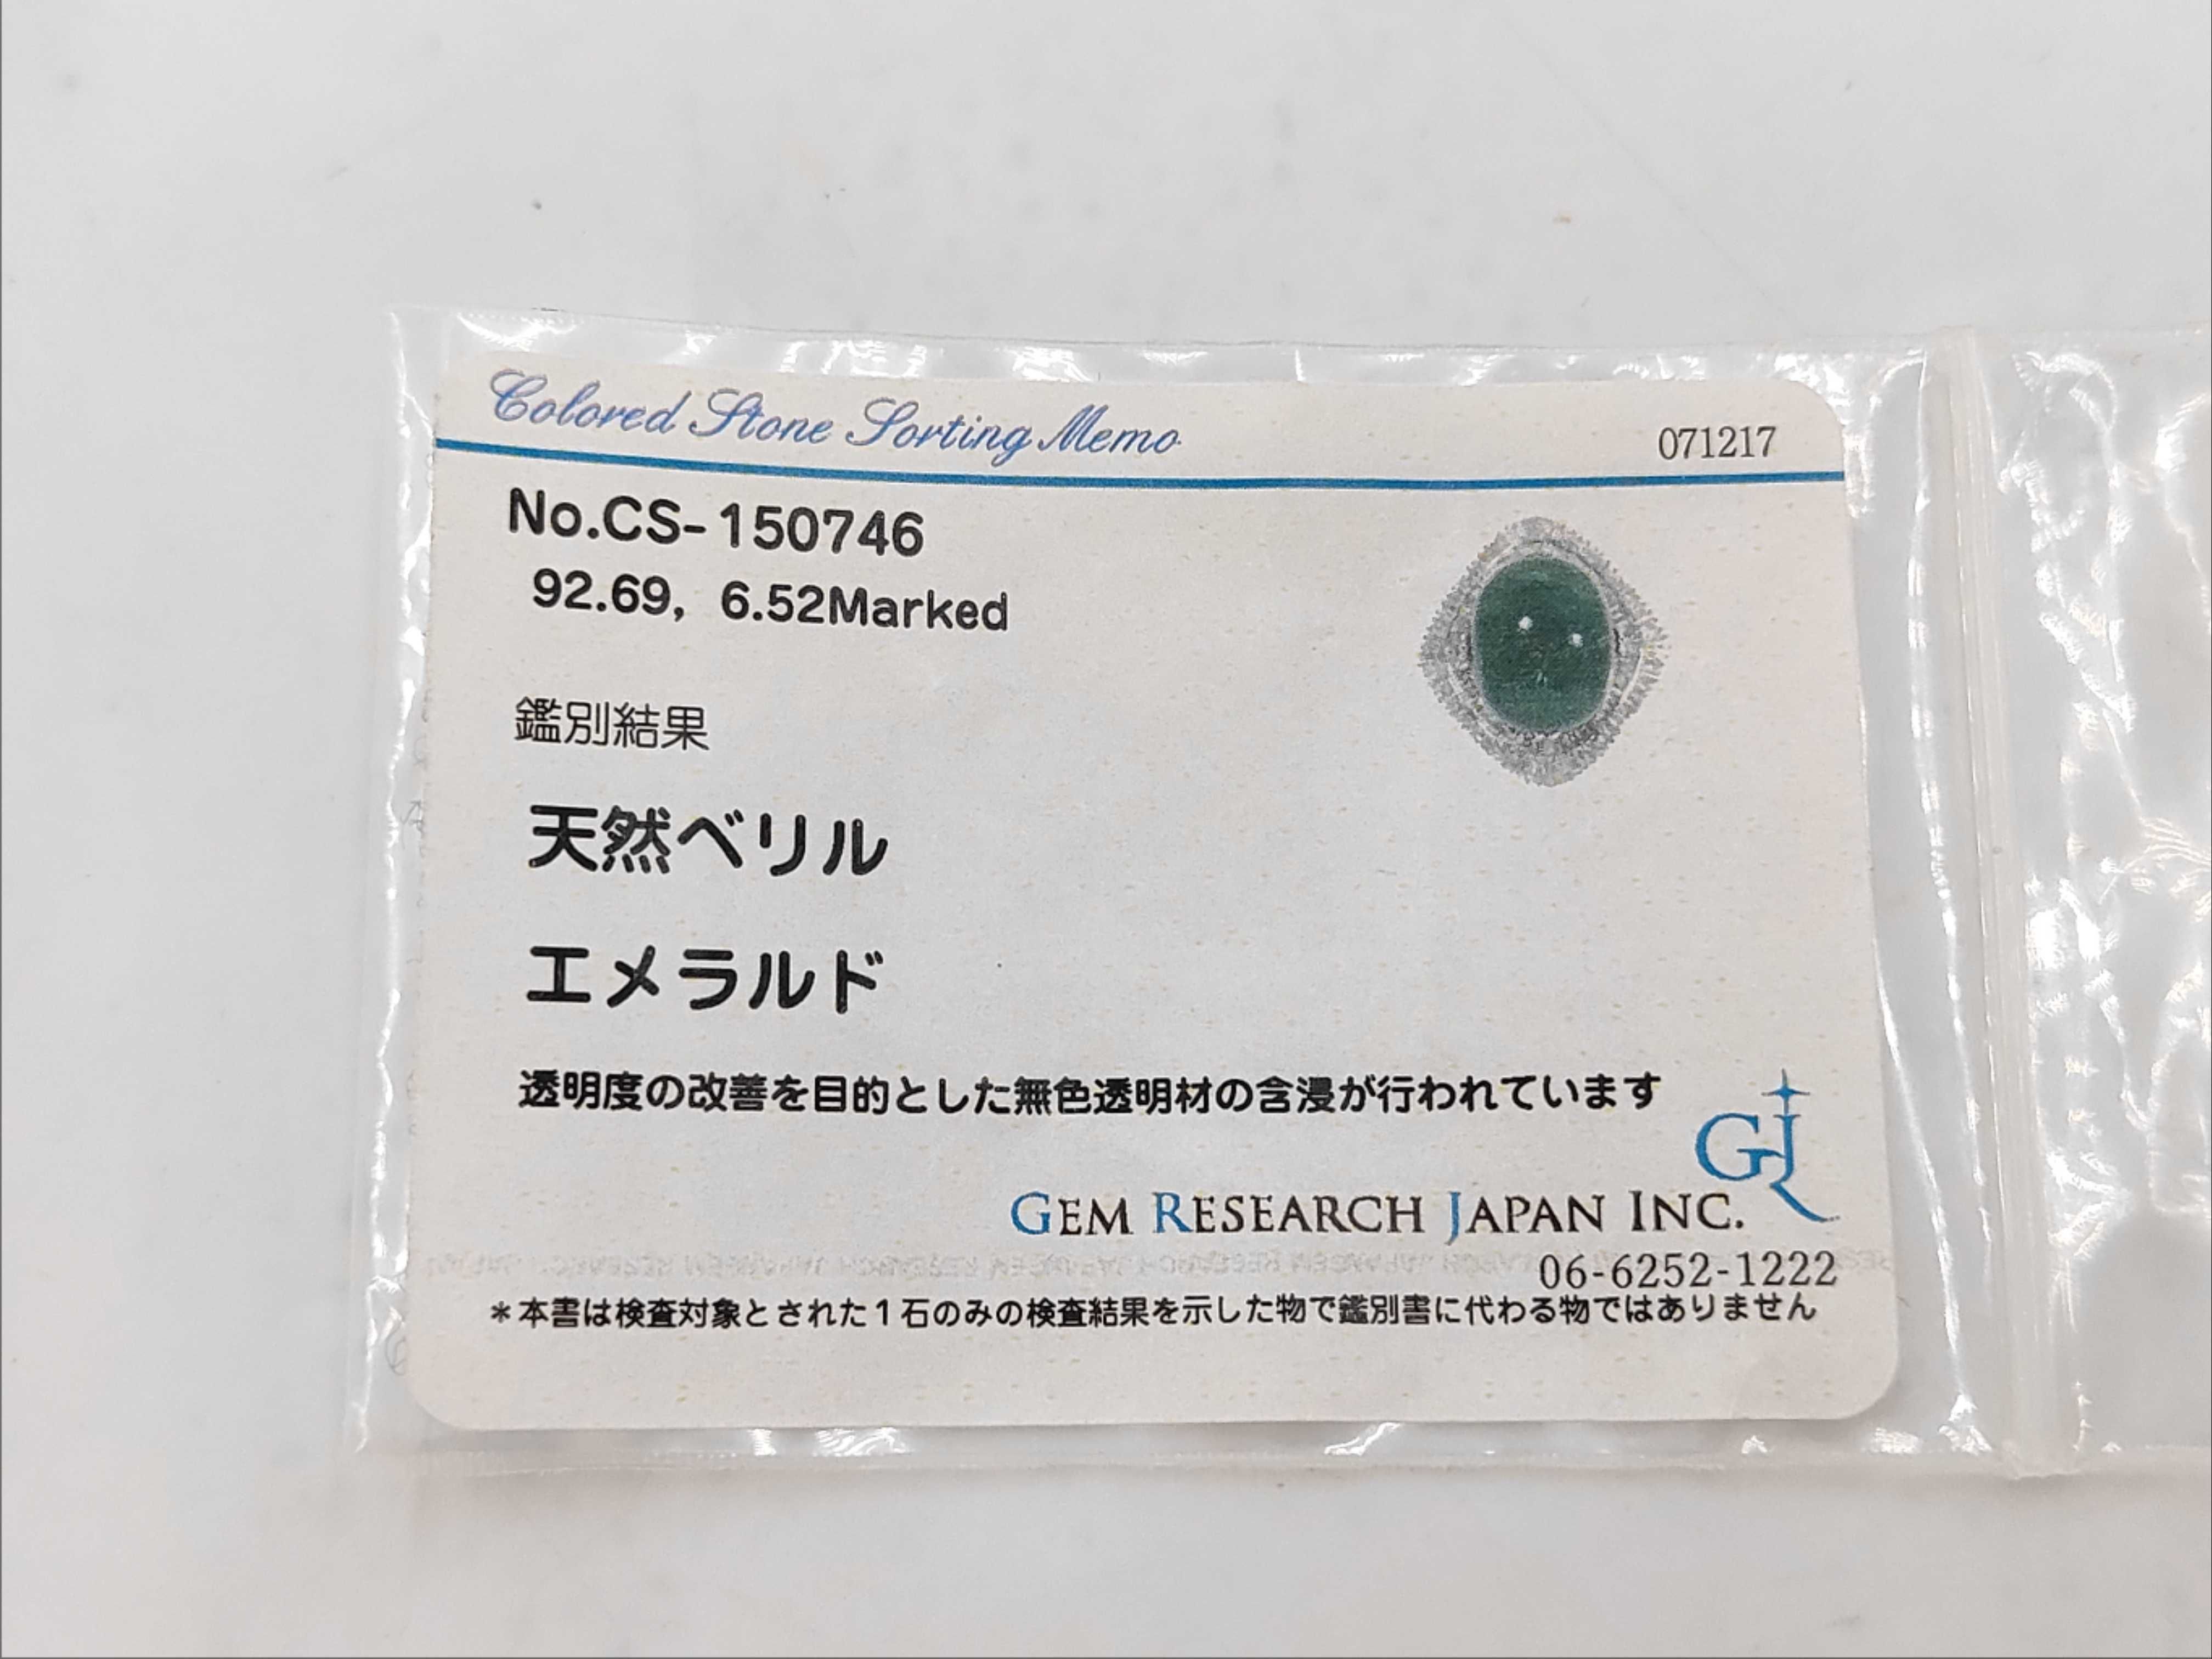 Colored Stone Sorting Memo
071217
No.CS-150746
92.69, 6.52Marked
鑑別結果
天然ベリル
エメラルド
透明度の改善を目的とした無色透明材の含浸が行われています
GJ
GEM RESEARCH JAPAN INC.
06-6252-1222
＊本書は検査対象とされた1石のみの検査結果を示した物で鑑別書に代わる物ではありません